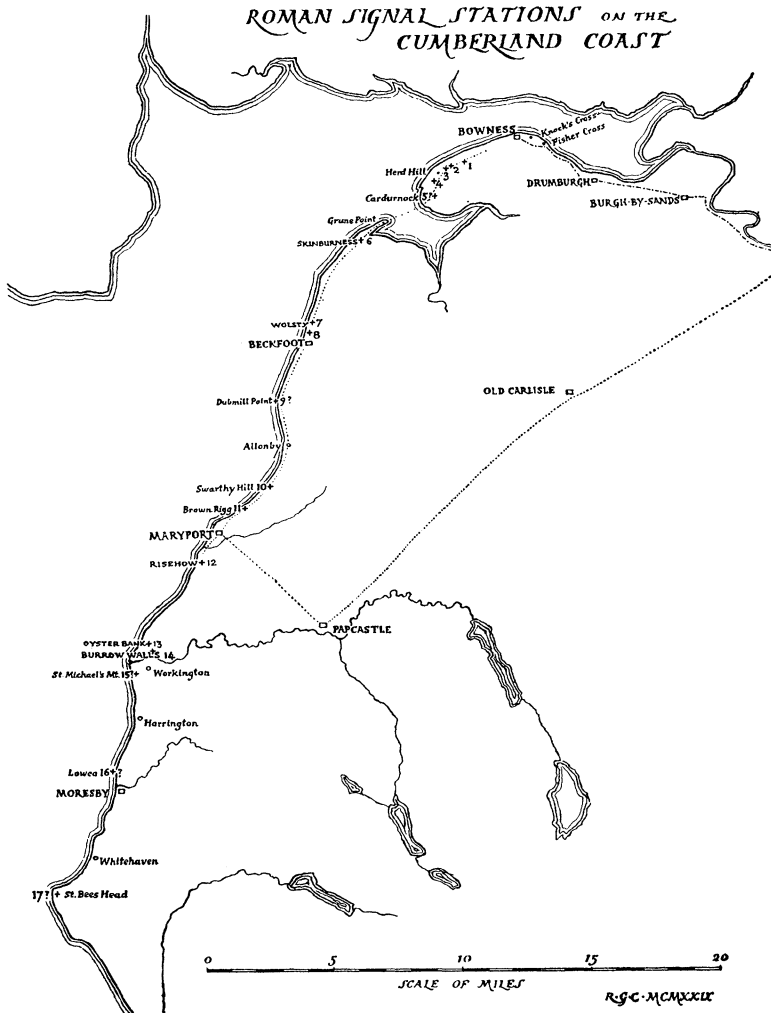 ROMAN SIGNAL STATIONS ON THE
CUMBERLAND COAST
BOWNESS
Knock's Cross
Fisher Cross
Herd Hill
1
2
3
4
Cardurnock 5?+
DRUMBURGH
BURGH-BY-SANDS
Grune Point
SKINBURNESS + 6
WOLSTY + 7
+ 8
BECKFOOT
Dubmill Point + 9?
OLD CARLISLE
Allonby
Swarthy Hill 10 +
Brown Rigg 11 +
MARYPORT
RISEHOW + 12
PAPCASTLE
OYSTER BANK + 13
BURROW WALLS 14
St Michael's Mt. 15? +
Workington
Harrington
Lowca 16 + ?
MORESBY
Whitehaven
17? + St. Bees Head
0 5 10 15 20
SCALE OF MILES
R·G·C·MCMXXIX